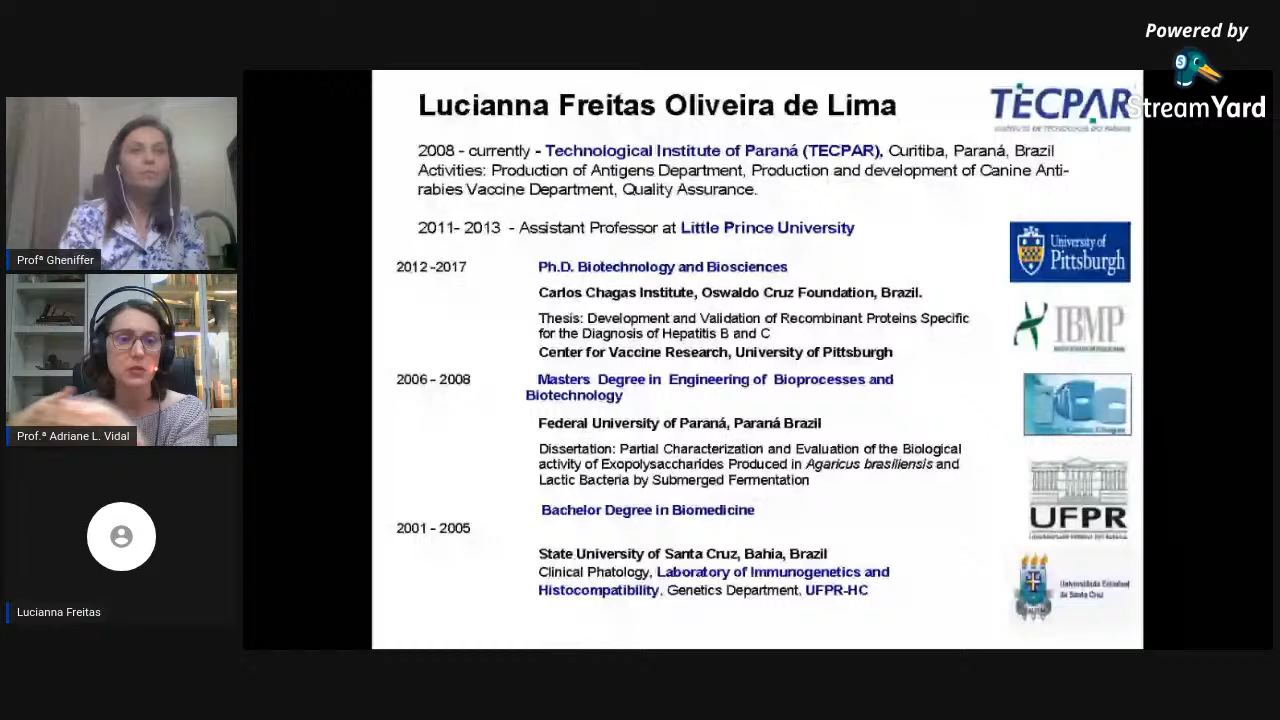 Powered by
StreamYard
Lucianna Freitas Oliveira de Lima
TECPAR
INSTITUTO DE TECNOLOGIA DO PARANÁ
2008 - currently - Technological Institute of Paraná (TECPAR), Curitiba, Paraná, Brazil
Activities: Production of Antigens Department, Production and development of Canine Anti-
rabies Vaccine Department, Quality Assurance.
2011- 2013 - Assistant Professor at Little Prince University
University of
Pittsburgh
2012 -2017 Ph.D. Biotechnology and Biosciences
Carlos Chagas Institute, Oswaldo Cruz Foundation, Brazil.
IBMP
Thesis: Development and Validation of Recombinant Proteins Specific
for the Diagnosis of Hepatitis B and C
Center for Vaccine Research, University of Pittsburgh
2006 - 2008 Masters Degree in Engineering of Bioprocesses and
Biotechnology
Federal University of Paraná, Paraná Brazil
Dissertation: Partial Characterization and Evaluation of the Biological
activity of Exopolysaccharides Produced in Agaricus brasiliensis and
Lactic Bacteria by Submerged Fermentation
UFPR
Bachelor Degree in Biomedicine
2001 - 2005
State University of Santa Cruz, Bahia, Brazil
Clinical Phatology, Laboratory of Immunogenetics and
Histocompatibility, Genetics Department, UFPR-HC
Universidade Estadual
de Santa Cruz
Profª Gheniffer
Prof.ª Adriane L. Vidal
Lucianna Freitas